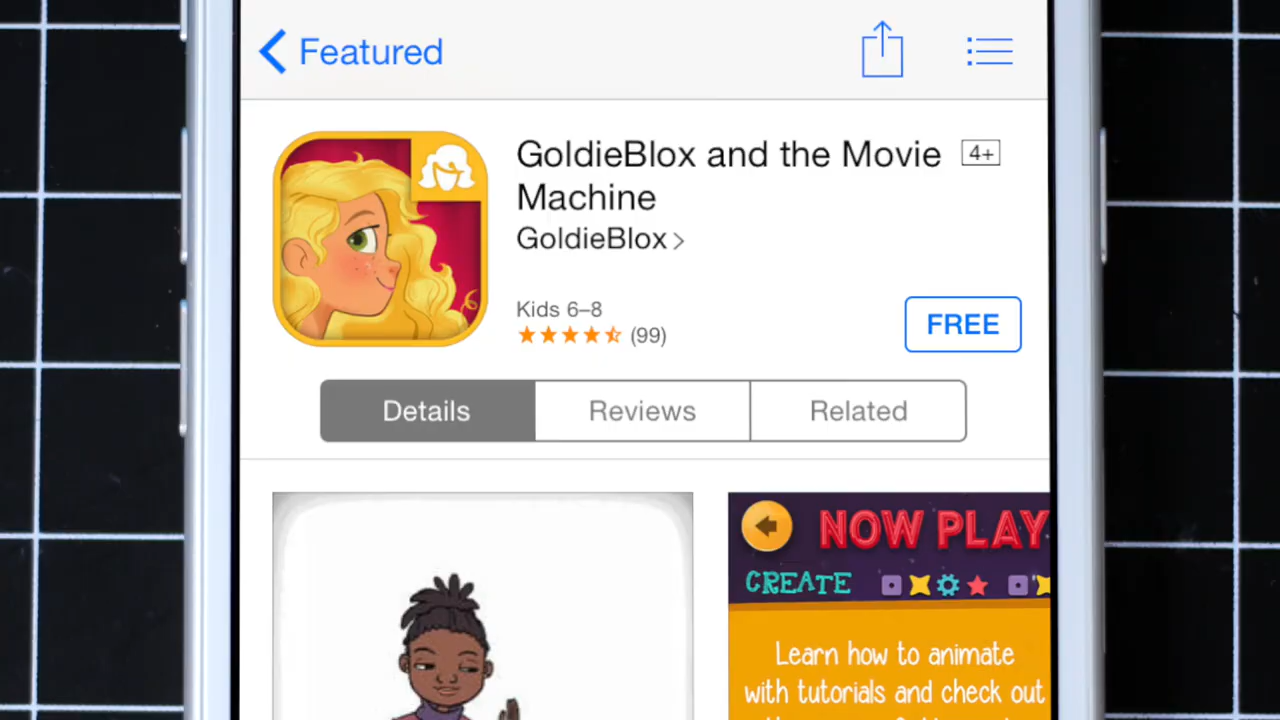 Featured
GoldieBlox and the Movie 4+
Machine
GoldieBlox >
Kids 6–8
(99)
FREE
Details Reviews Related
NOW PLAY
CREATE
Learn how to animate
with tutorials and check out